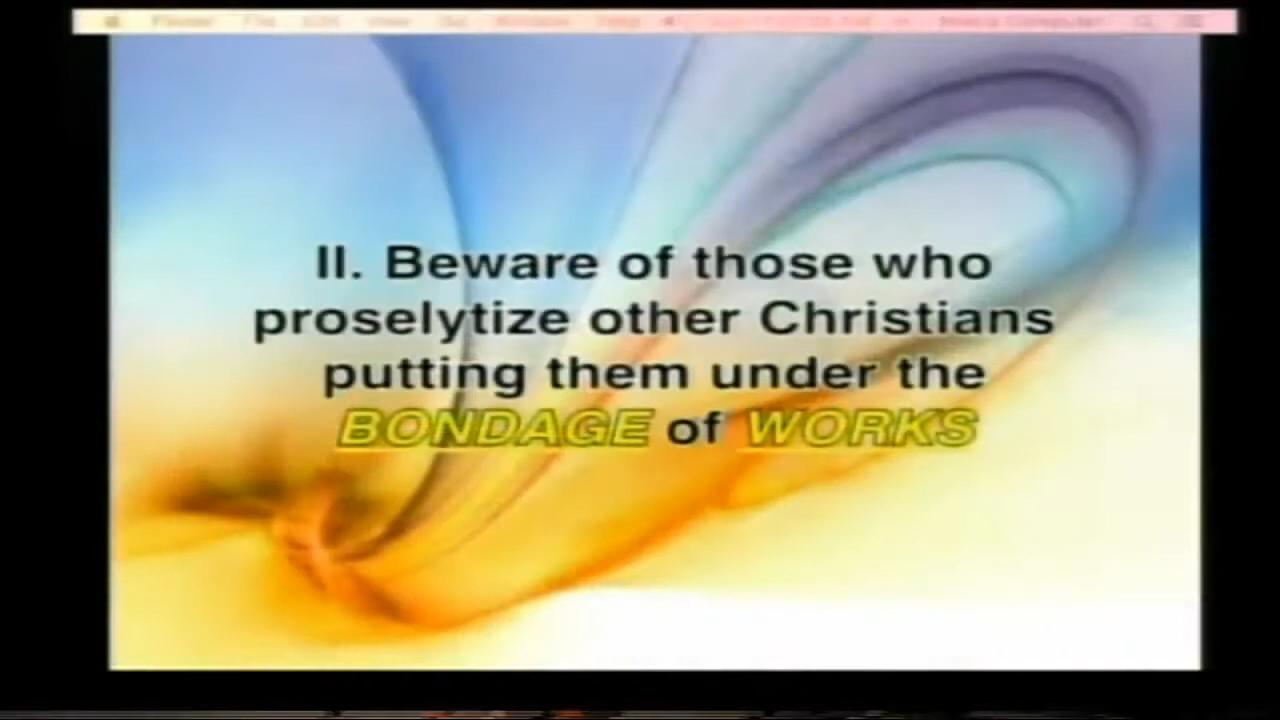 II. Beware of those who
proselytize other Christians
putting them under the
BONDAGE of WORKS